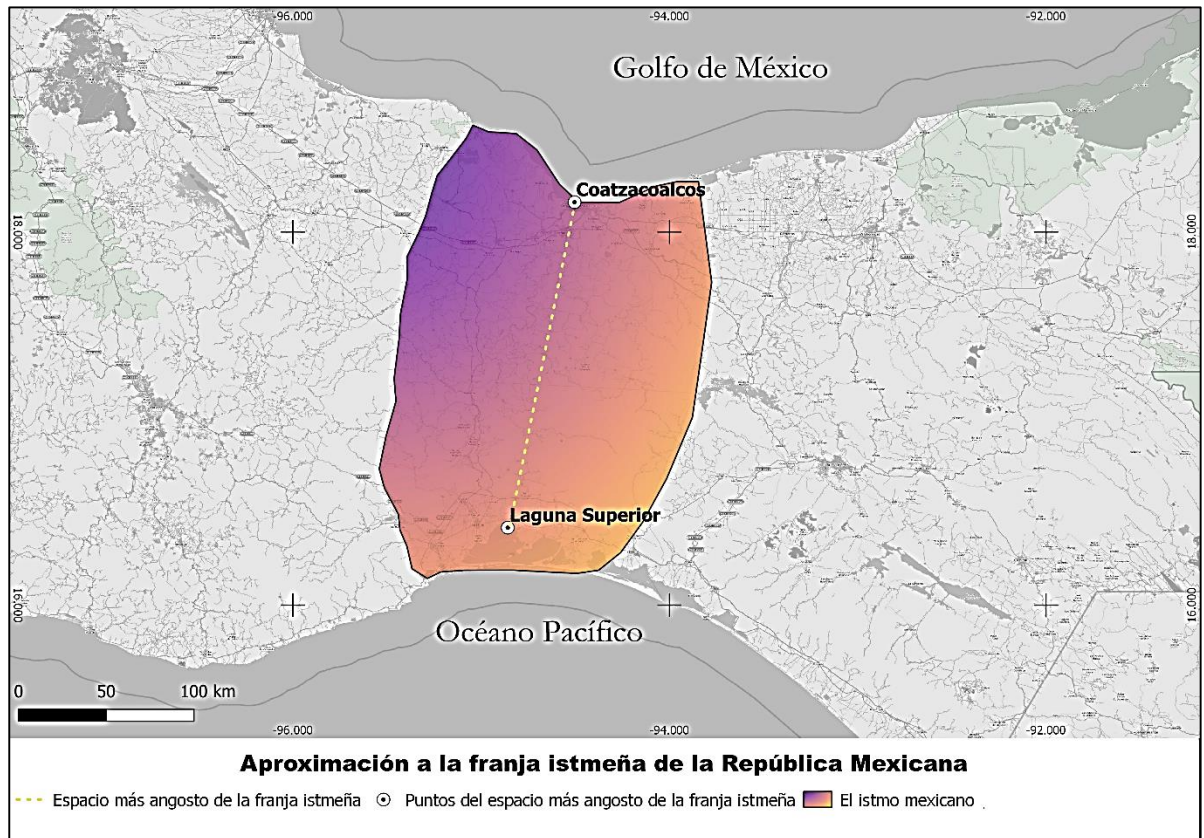 -96.000 -94.000 -92.000
Golfo de México
Coatzacoalcos
18.000 18.000
Laguna Superior
16.000 16.000
Océano Pacífico
0 50 100 km
-96.000 -94.000 -92.000
Aproximación a la franja istmeña de la República Mexicana
Espacio más angosto de la franja istmeña Puntos del espacio más angosto de la franja istmeña El istmo mexicano .